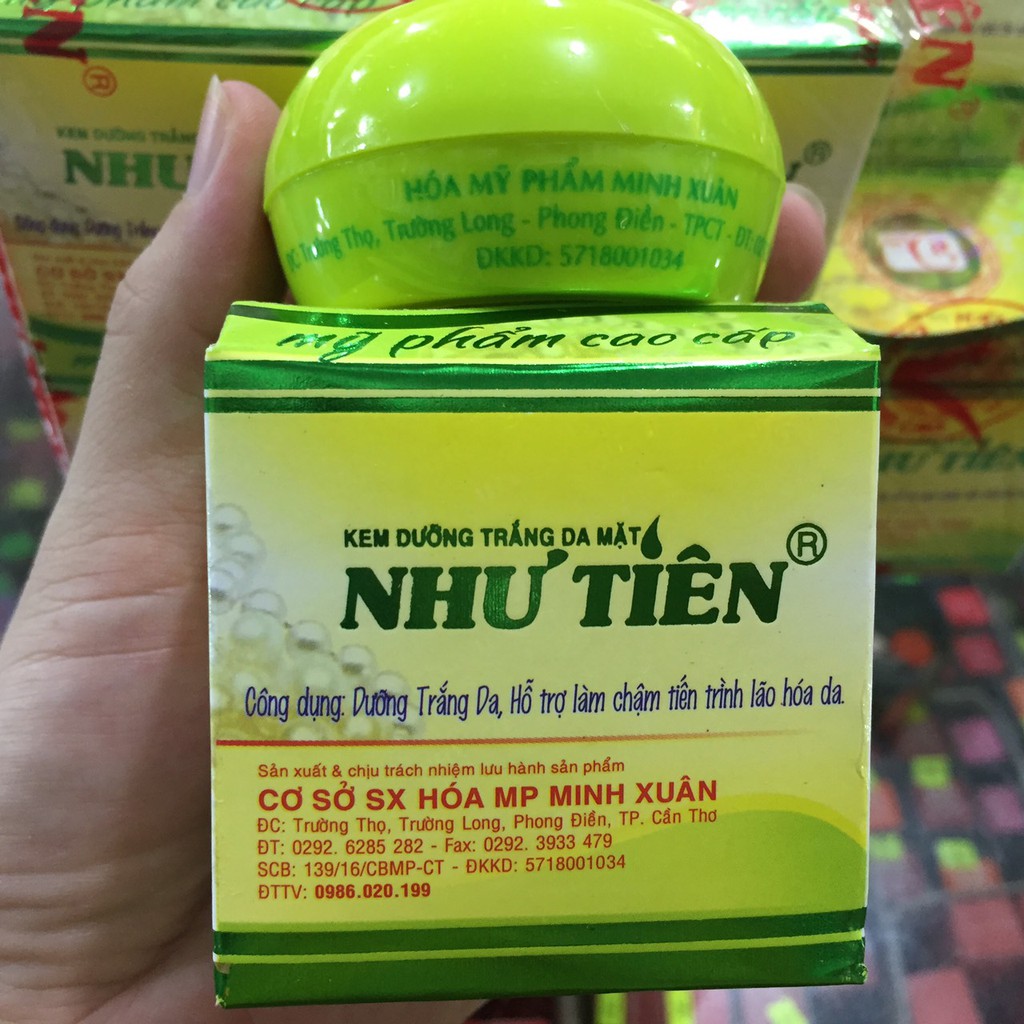 KEM DƯỠNG TRẮNG
NHƯ
®
®
HÓA MỸ PHẨM MINH XUÂN
ĐC Trường Thọ, Trường Long - Phong Điền - TPCT - ĐT:
ĐKKD: 5718001034
mỹ phẩm cao cấp
KEM DƯỠNG TRẮNG DA MẶT
NHƯ TIÊN ®
Công dụng: Dưỡng Trắng Da, Hỗ trợ làm chậm tiến trình lão hóa da.
Sản xuất & chịu trách nhiệm lưu hành sản phẩm
CƠ SỞ SX HÓA MP MINH XUÂN
ĐC: Trường Thọ, Trường Long, Phong Điền, TP. Cần Thơ
ĐT: 0292. 6285 282 - Fax: 0292. 3933 479
SCB: 139/16/CBMP-CT - ĐKKD: 5718001034
ĐTTV: 0986.020.199